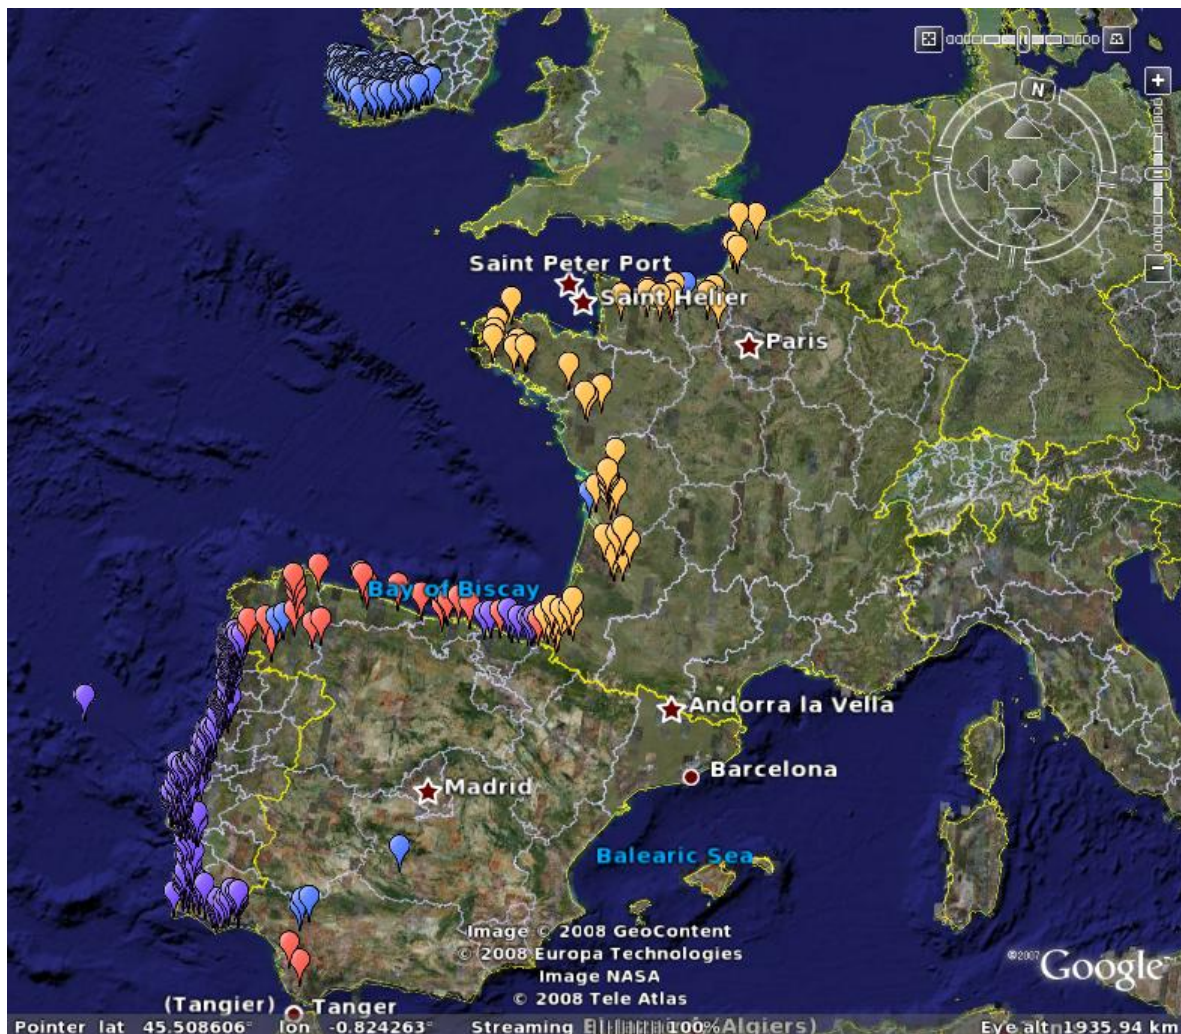 N
Saint Peter Port
Saint Helier
Paris
Bay of Biscay
Andorra la Vella
Barcelona
Madrid
Balearic Sea
Image © 2008 GeoContent
© 2008 Europa Technologies
Image NASA
© 2008 Tele Atlas
©2007 Google™
(Tangier) Tanger
Pointer lat 45.508606° lon -0.824263° Streaming 100% Algiers) Eye alt 1935.94 km